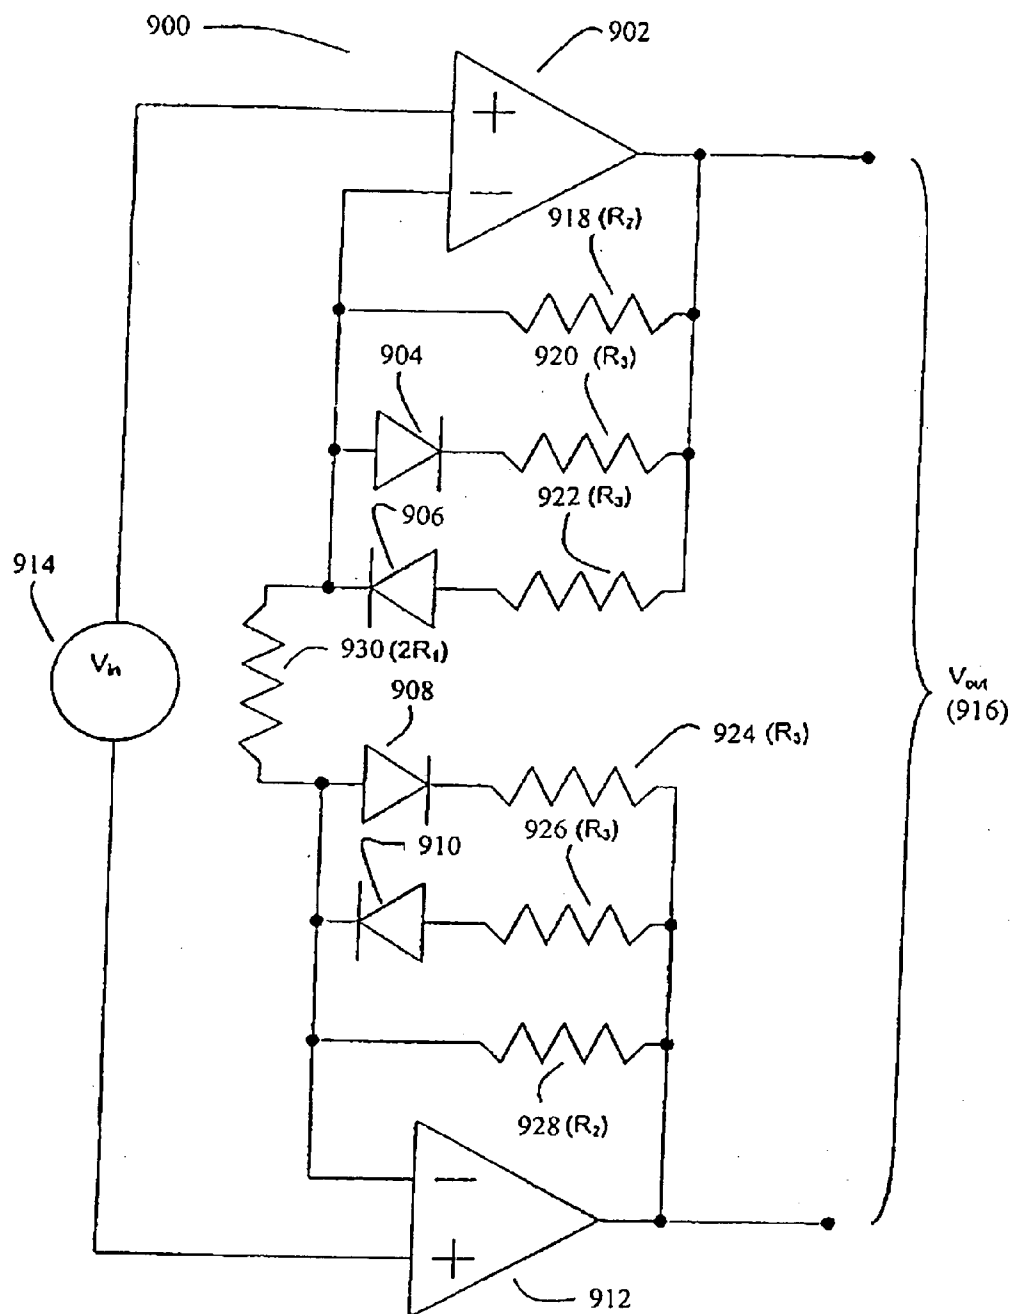 900
902
+
−
918 (R₂)
904
920 (R₃)
922 (R₃)
906
914
Vin
930 (2R₁)
908
924 (R₃)
Vout
(916)
926 (R₃)
910
928 (R₂)
−
+
912